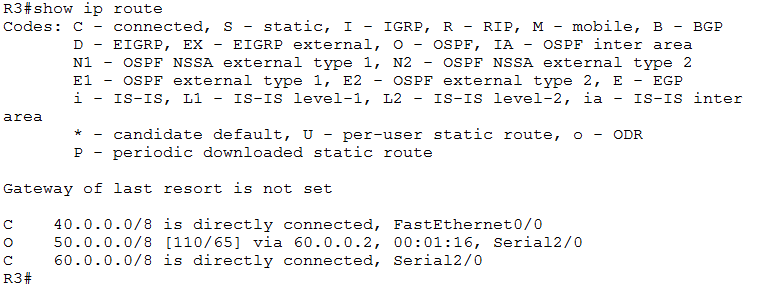 R3#show ip route
Codes: C - connected, S - static, I - IGRP, R - RIP, M - mobile, B - BGP
       D - EIGRP, EX - EIGRP external, O - OSPF, IA - OSPF inter area
       N1 - OSPF NSSA external type 1, N2 - OSPF NSSA external type 2
       E1 - OSPF external type 1, E2 - OSPF external type 2, E - EGP
       i - IS-IS, L1 - IS-IS level-1, L2 - IS-IS level-2, ia - IS-IS inter
area
       * - candidate default, U - per-user static route, o - ODR
       P - periodic downloaded static route

Gateway of last resort is not set

C    40.0.0.0/8 is directly connected, FastEthernet0/0
O    50.0.0.0/8 [110/65] via 60.0.0.2, 00:01:16, Serial2/0
C    60.0.0.0/8 is directly connected, Serial2/0
R3#